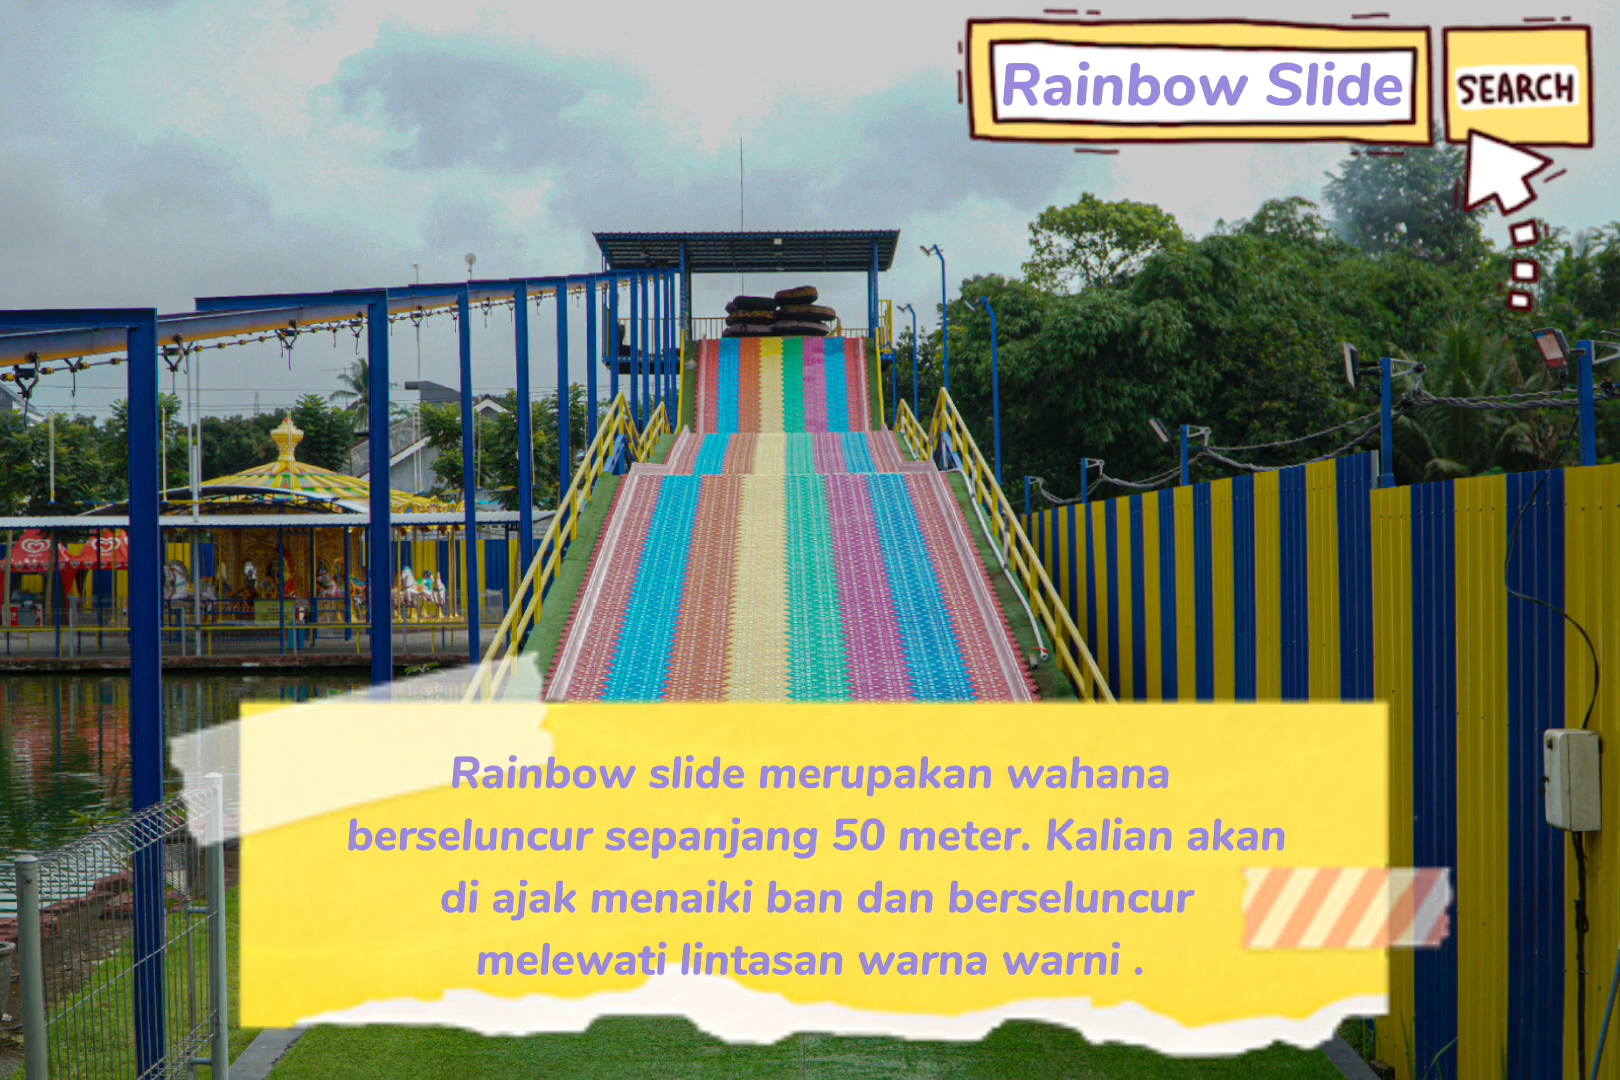 Rainbow Slide
SEARCH
Rainbow slide merupakan wahana
berseluncur sepanjang 50 meter. Kalian akan
di ajak menaiki ban dan berseluncur
melewati lintasan warna warni .